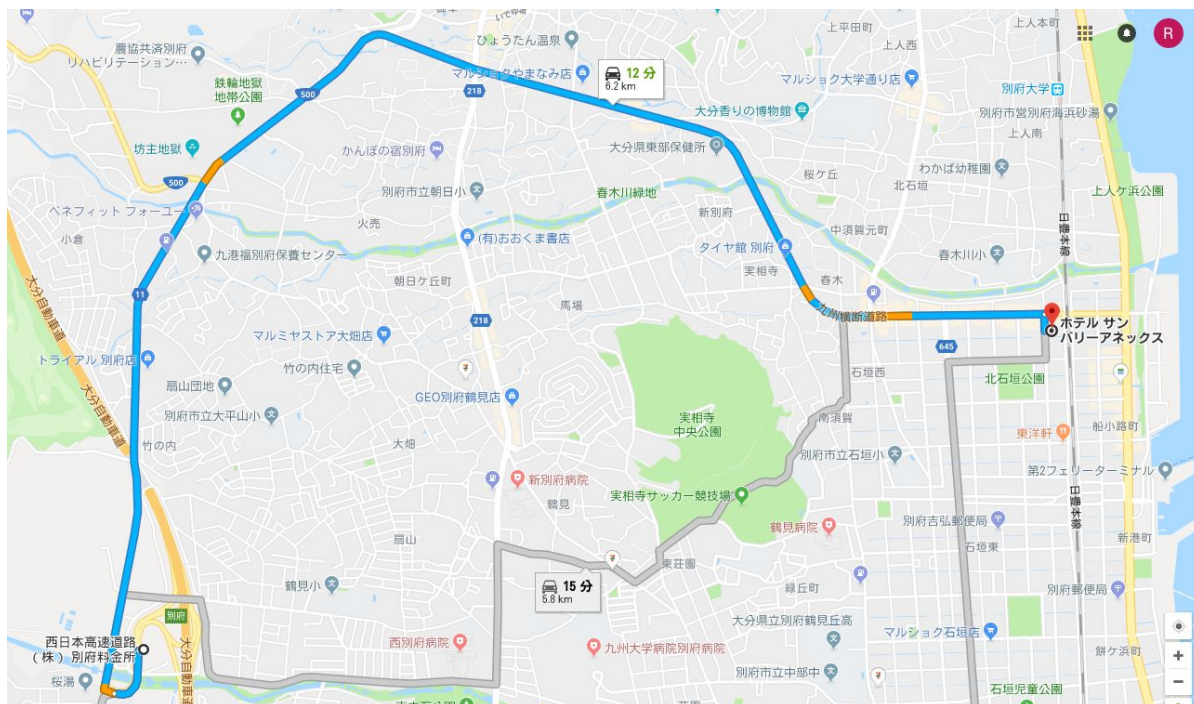 農協共済別府
リハビリテーション…
鉄輪地獄
地帯公園
坊主地獄
500
500
ひょうたん温泉
マルショクやまなみ店
218
12 分
6.2 km
上平田町
上人西
上人本町
R
マルショク大学通り店
別府大学
別府市営別府海浜砂湯
上人南
大分香りの博物館
大分県東部保健所
かんぽの宿別府
別府市立朝日小
わかば幼稚園
桜ケ丘
北石垣
上人ケ浜公園
ベネフィット フォーユー
小倉
火売
春木川緑地
新別府
中須賀元町
日豊本線
九港福別府保養センター
(有)おおくま書店
タイヤ館 別府
春木川小
大分自動車道
11
朝日ケ丘町
実相寺
春木
馬場
218
九州横断道路
ホテル サン
バリーアネックス
マルミヤストア大畑店
トライアル 別府店
竹の内住宅
645
石垣西
北石垣公園
扇山団地
GEO別府鶴見店
大分自動車道
別府市立大平山小
実相寺
中央公園
南須賀
東洋軒
船小路町
竹の内
大畑
別府市立石垣小
第2フェリーターミナル
新別府病院
実相寺サッカー競技場
日豊本線
鶴見
鶴見病院
別府吉弘郵便局
新港町
扇山
石垣東
東荘園
鶴見小
15 分
5.8 km
緑丘町
別府郵便局
別府
大分県立別府鶴見丘高
マルショク石垣店
西日本高速道路
（株）別府料金所
大分自動車道
西別府病院
九州大学病院別府病院
餅ケ浜町
桜湯
別府市立中部中
石垣児童公園